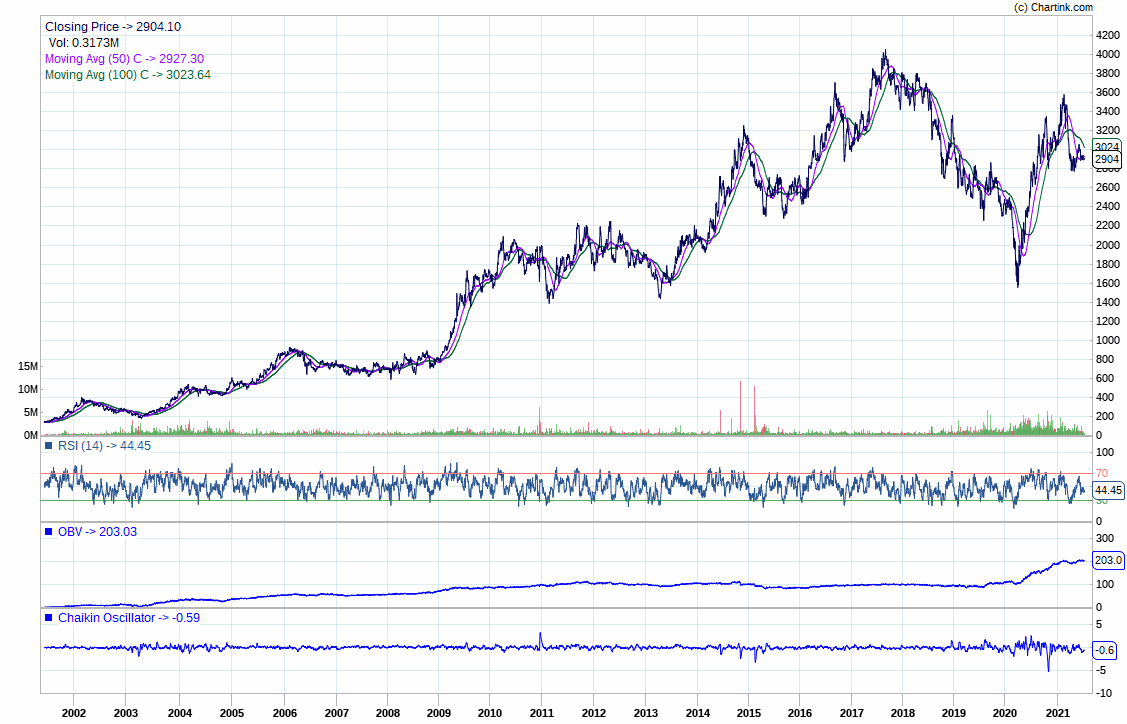 (c) Chartink.com
Closing Price -> 2904.10
Vol: 0.3173M
Moving Avg (50) C -> 2927.30
Moving Avg (100) C -> 3023.64
4200
4000
3800
3600
3400
3200
3024
2904
2800
2600
2400
2200
2000
1800
1600
1400
1200
1000
800
600
400
200
0
15M
10M
5M
0M
RSI (14) -> 44.45
100
70
44.45
30
0
OBV -> 203.03
300
203.0
100
0
Chaikin Oscillator -> -0.59
5
-0.6
-5
-10
2002 2003 2004 2005 2006 2007 2008 2009 2010 2011 2012 2013 2014 2015 2016 2017 2018 2019 2020 2021